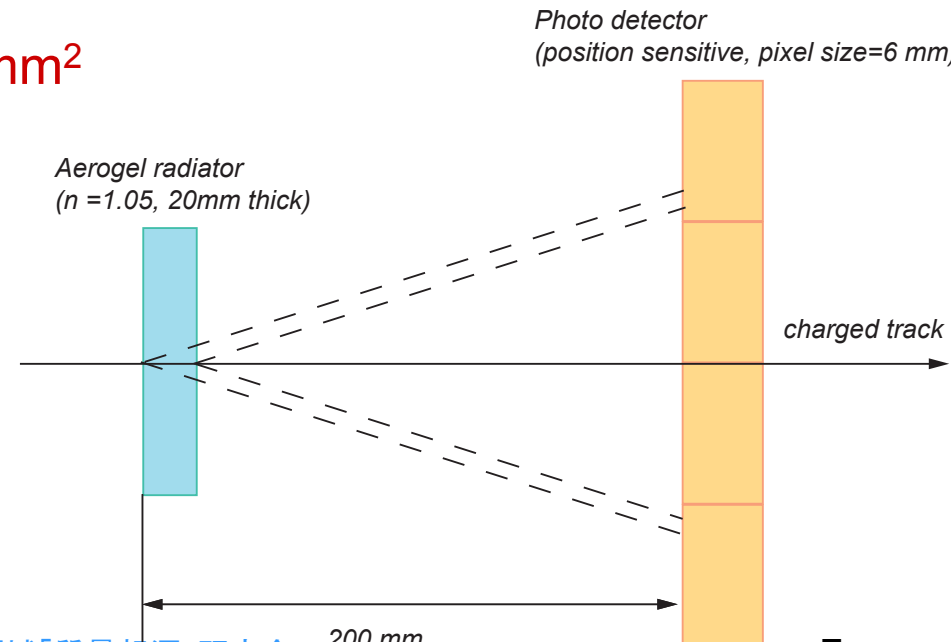 mm²
Photo detector
(position sensitive, pixel size=6 mm)
Aerogel radiator
(n =1.05, 20mm thick)
charged track
200 mm